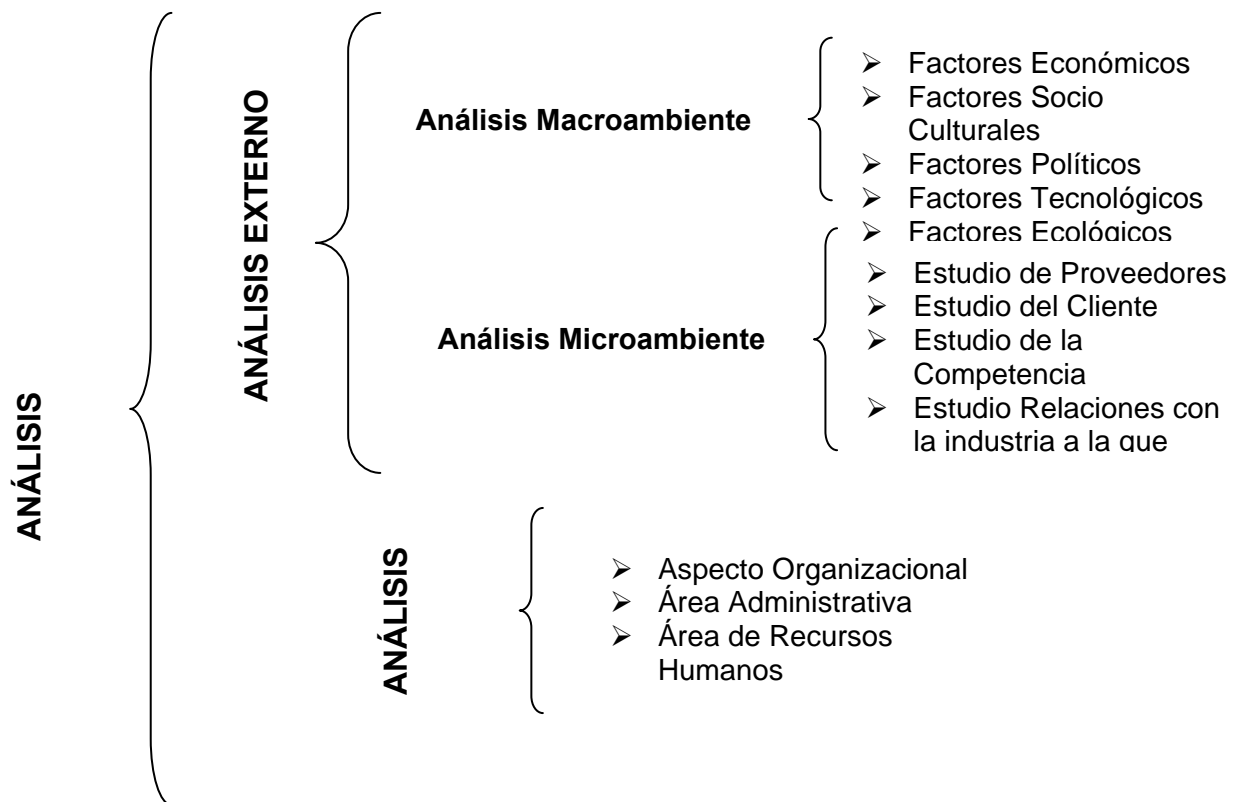 ANÁLISIS
ANÁLISIS EXTERNO
Análisis Macroambiente
➢ Factores Económicos
➢ Factores Socio
Culturales
➢ Factores Políticos
➢ Factores Tecnológicos
➢ Factores Ecológicos
Análisis Microambiente
➢ Estudio de Proveedores
➢ Estudio del Cliente
➢ Estudio de la
Competencia
➢ Estudio Relaciones con
la industria a la que
ANÁLISIS
➢ Aspecto Organizacional
➢ Área Administrativa
➢ Área de Recursos
Humanos